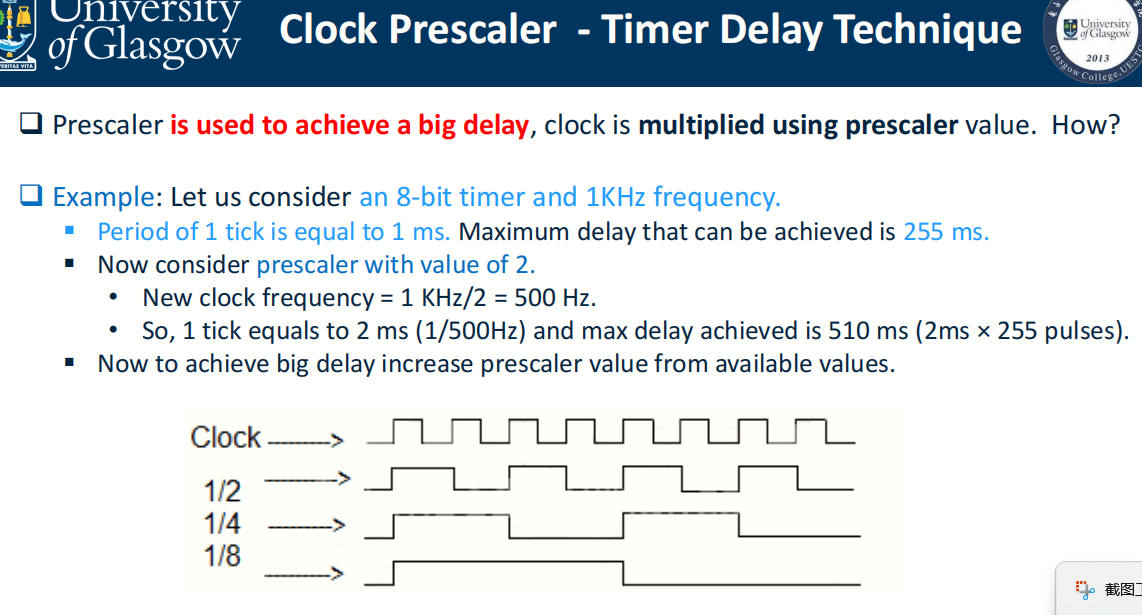 University
of Glasgow
Clock Prescaler - Timer Delay Technique
University
of Glasgow
2013
Glasgow College, UEST
VERITAS VITA
Prescaler is used to achieve a big delay, clock is multiplied using prescaler value. How?
Example: Let us consider an 8-bit timer and 1KHz frequency.
Period of 1 tick is equal to 1 ms. Maximum delay that can be achieved is 255 ms.
Now consider prescaler with value of 2.
New clock frequency = 1 KHz/2 = 500 Hz.
So, 1 tick equals to 2 ms (1/500Hz) and max delay achieved is 510 ms (2ms × 255 pulses).
Now to achieve big delay increase prescaler value from available values.
Clock
1/2
1/4
1/8
截图工